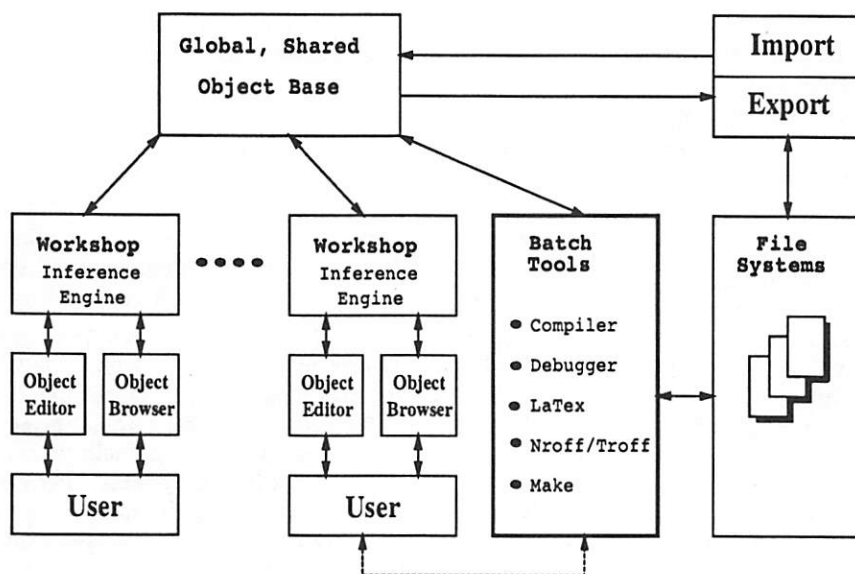 Global, Shared
Object Base
Import
Export
Workshop
Inference
Engine
Workshop
Inference
Engine
Batch
Tools
File
Systems
Compiler
Debugger
LaTex
Nroff/Troff
Make
Object
Editor
Object
Browser
Object
Editor
Object
Browser
User
User